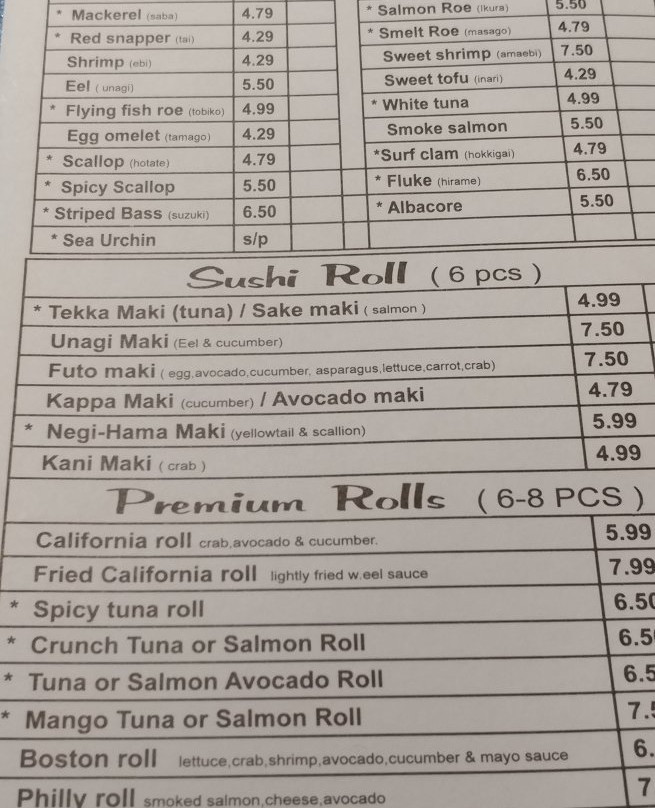 * Mackerel (saba) 4.79
* Red snapper (tai) 4.29
Shrimp (ebi) 4.29
Eel ( unagi) 5.50
* Flying fish roe (tobiko) 4.99
Egg omelet (tamago) 4.29
* Scallop (hotate) 4.79
* Spicy Scallop 5.50
* Striped Bass (suzuki) 6.50
* Sea Urchin s/p
* Salmon Roe (Ikura) 5.50
* Smelt Roe (masago) 4.79
Sweet shrimp (amaebi) 7.50
Sweet tofu (inari) 4.29
* White tuna 4.99
Smoke salmon 5.50
*Surf clam (hokkigai) 4.79
* Fluke (hirame) 6.50
* Albacore 5.50
Sushi Roll ( 6 pcs )
* Tekka Maki (tuna) / Sake maki ( salmon ) 4.99
Unagi Maki (Eel & cucumber) 7.50
Futo maki ( egg,avocado,cucumber, asparagus,lettuce,carrot,crab) 7.50
Kappa Maki (cucumber) / Avocado maki 4.79
* Negi-Hama Maki (yellowtail & scallion) 5.99
Kani Maki ( crab ) 4.99
Premium Rolls ( 6-8 PCS )
California roll crab,avocado & cucumber. 5.99
Fried California roll lightly fried w.eel sauce 7.99
* Spicy tuna roll 6.50
* Crunch Tuna or Salmon Roll 6.5
* Tuna or Salmon Avocado Roll 6.5
* Mango Tuna or Salmon Roll 7.
Boston roll lettuce,crab,shrimp,avocado,cucumber & mayo sauce 6.
Philly roll smoked salmon,cheese,avocado 7